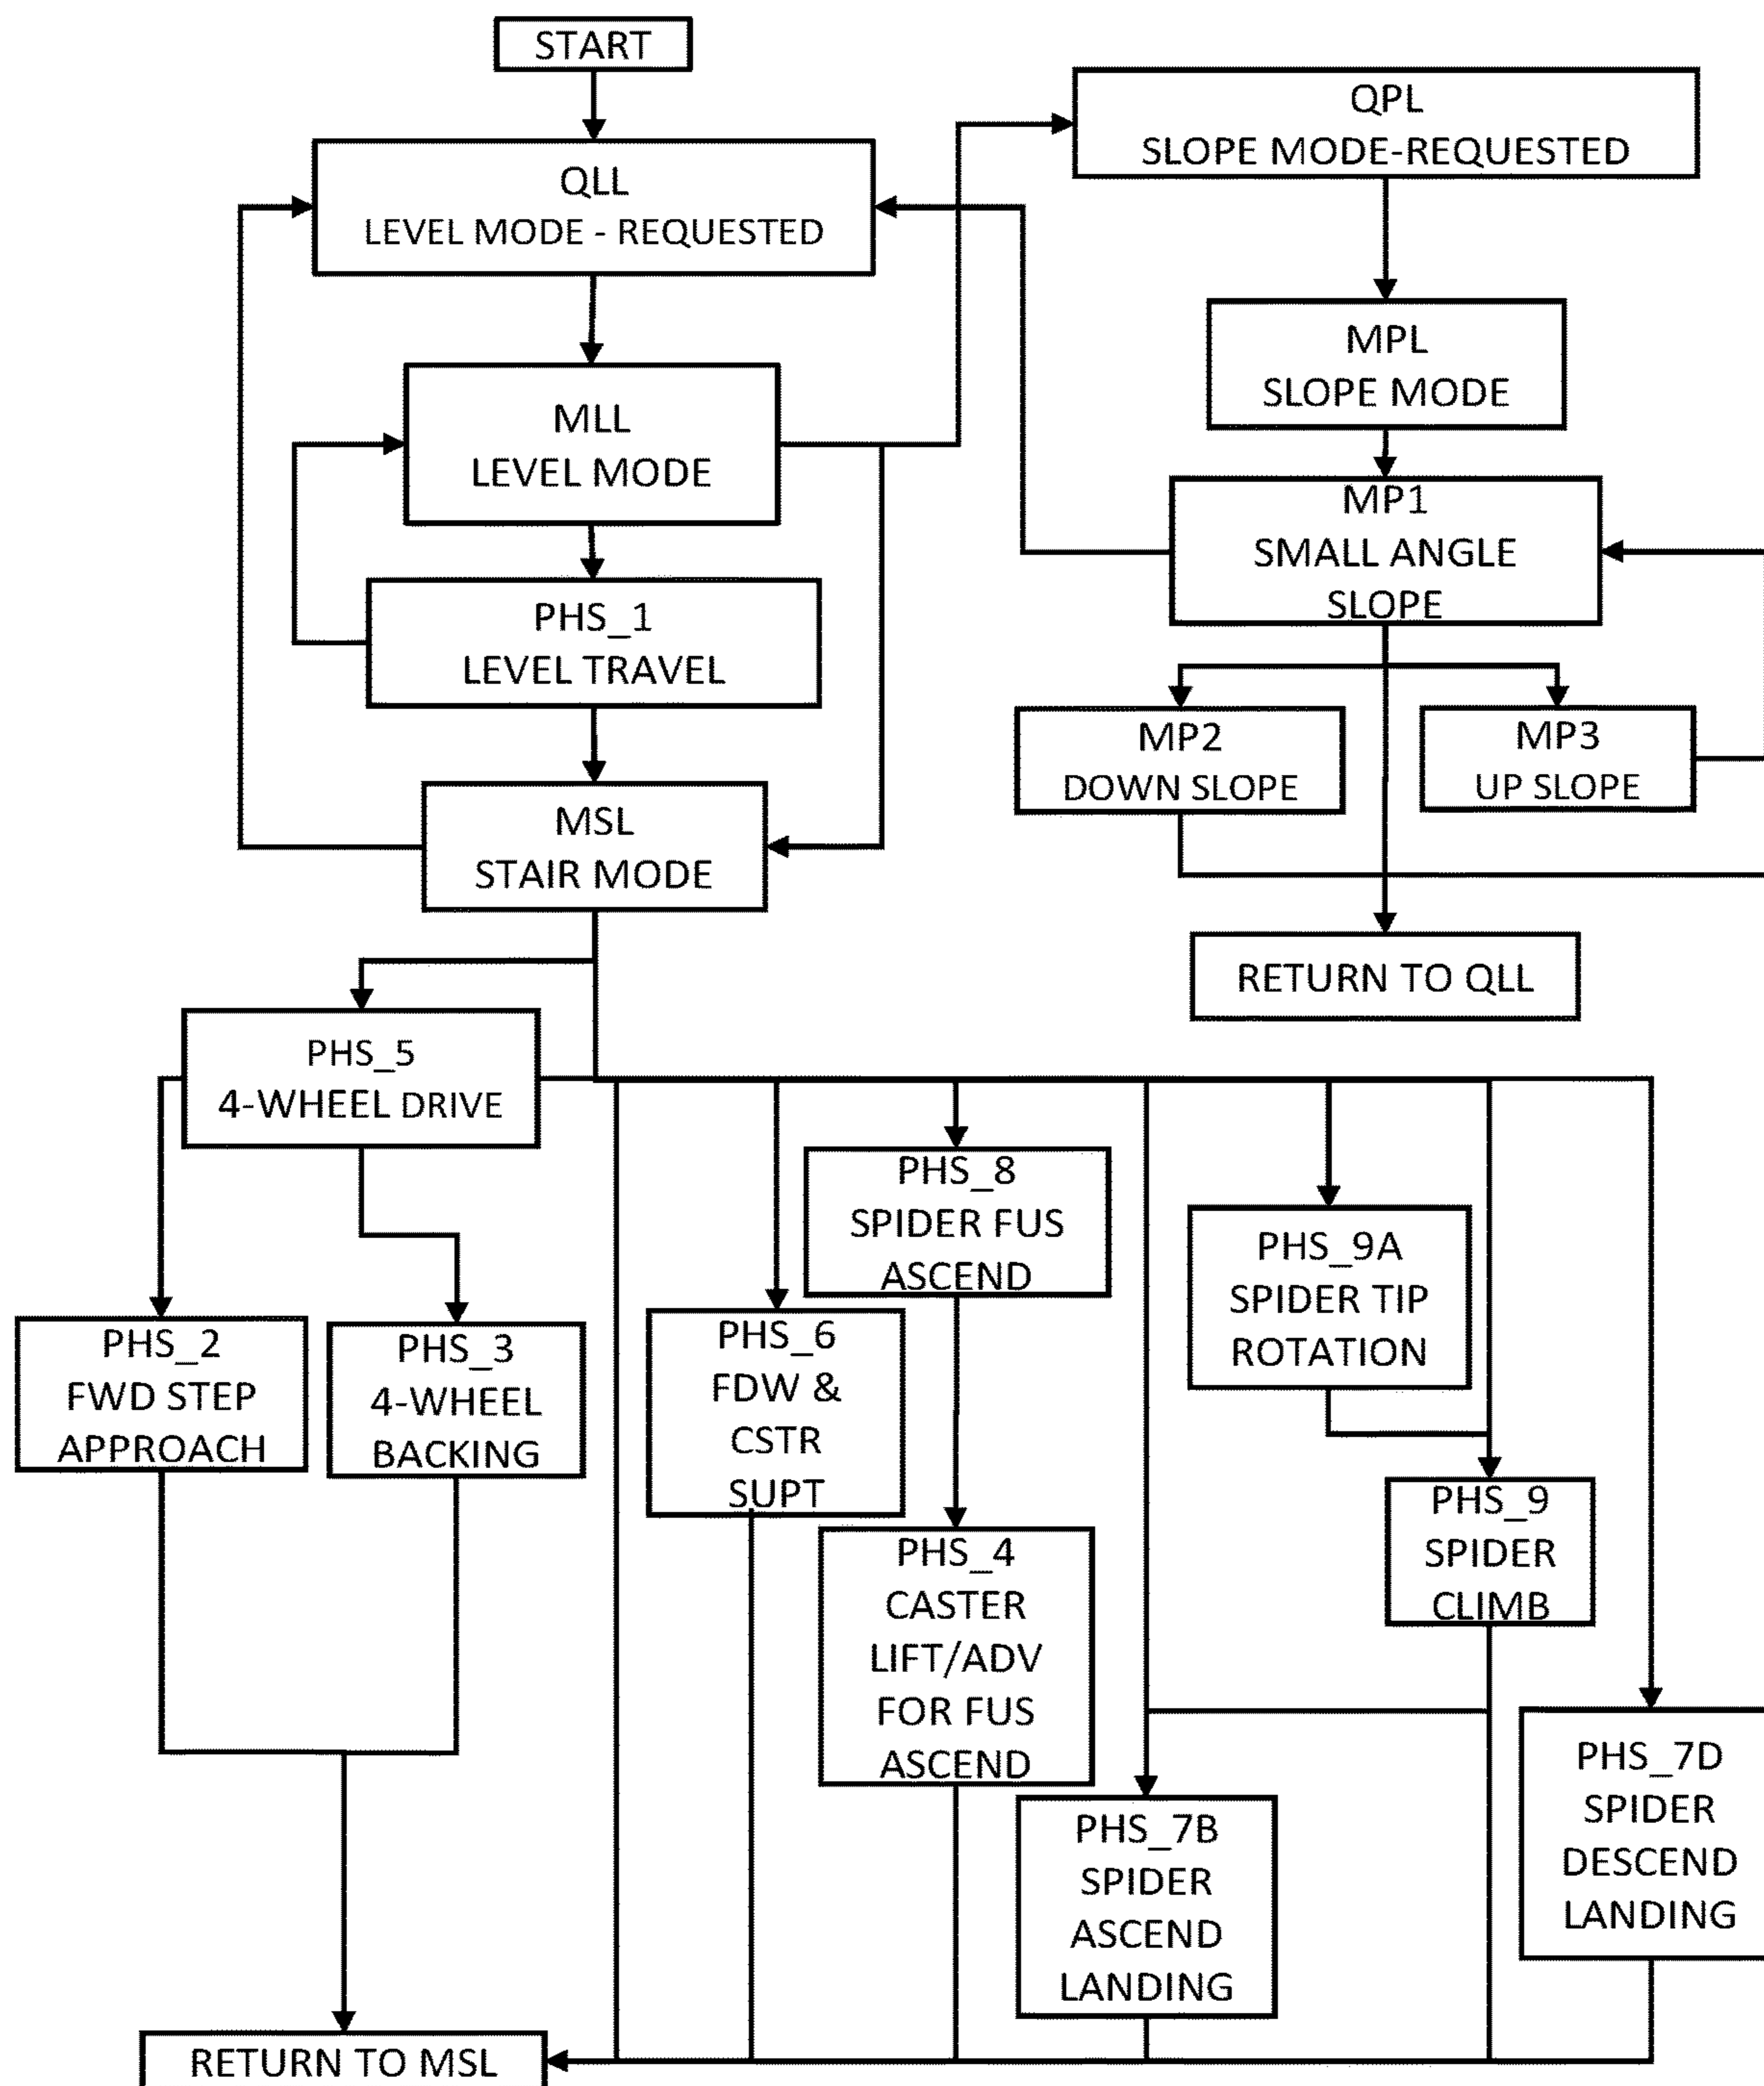 START
QLL
LEVEL MODE - REQUESTED
QPL
SLOPE MODE-REQUESTED
MLL
LEVEL MODE
MPL
SLOPE MODE
MP1
SMALL ANGLE
SLOPE
PHS_1
LEVEL TRAVEL
MP2
DOWN SLOPE
MP3
UP SLOPE
MSL
STAIR MODE
RETURN TO QLL
PHS_5
4-WHEEL DRIVE
PHS_8
SPIDER FUS
ASCEND
PHS_9A
SPIDER TIP
ROTATION
PHS_2
FWD STEP
APPROACH
PHS_3
4-WHEEL
BACKING
PHS_6
FDW &
CSTR
SUPT
PHS_9
SPIDER
CLIMB
PHS_4
CASTER
LIFT/ADV
FOR FUS
ASCEND
PHS_7B
SPIDER
ASCEND
LANDING
PHS_7D
SPIDER
DESCEND
LANDING
RETURN TO MSL